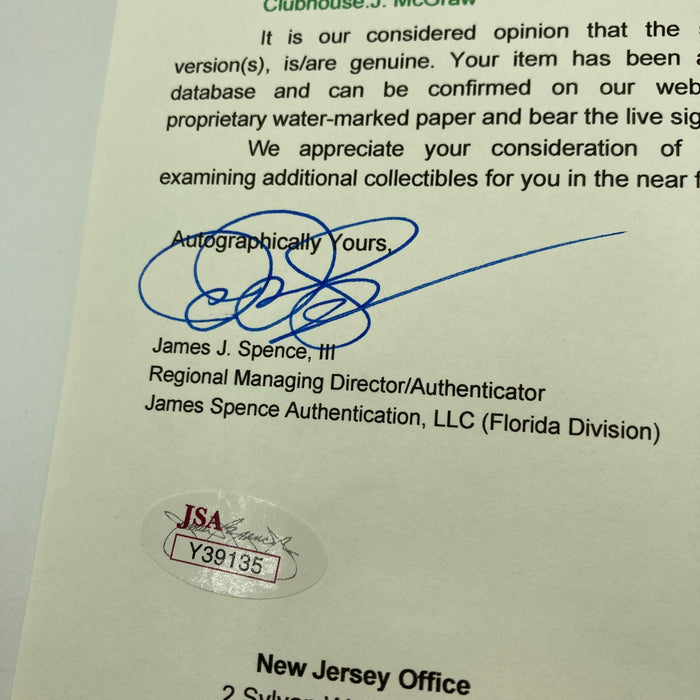 Clubhouse.J. McGraw
It is our considered opinion that the
version(s), is/are genuine. Your item has been
database and can be confirmed on our web
proprietary water-marked paper and bear the live sig
We appreciate your consideration of
examining additional collectibles for you in the near f
Autographically Yours,
James J. Spence, III
Regional Managing Director/Authenticator
James Spence Authentication, LLC (Florida Division)
JSA
Y39135
New Jersey Office
2